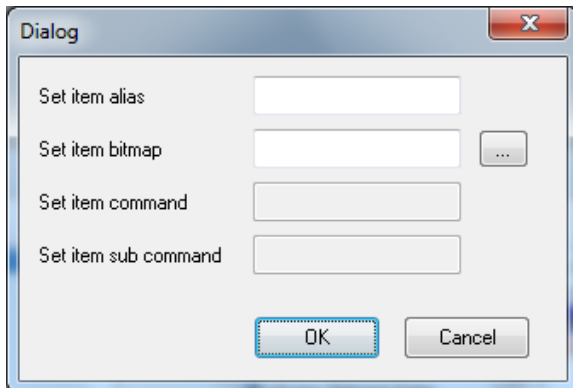 Dialog
Set item alias
Set item bitmap
...
Set item command
Set item sub command
OK
Cancel